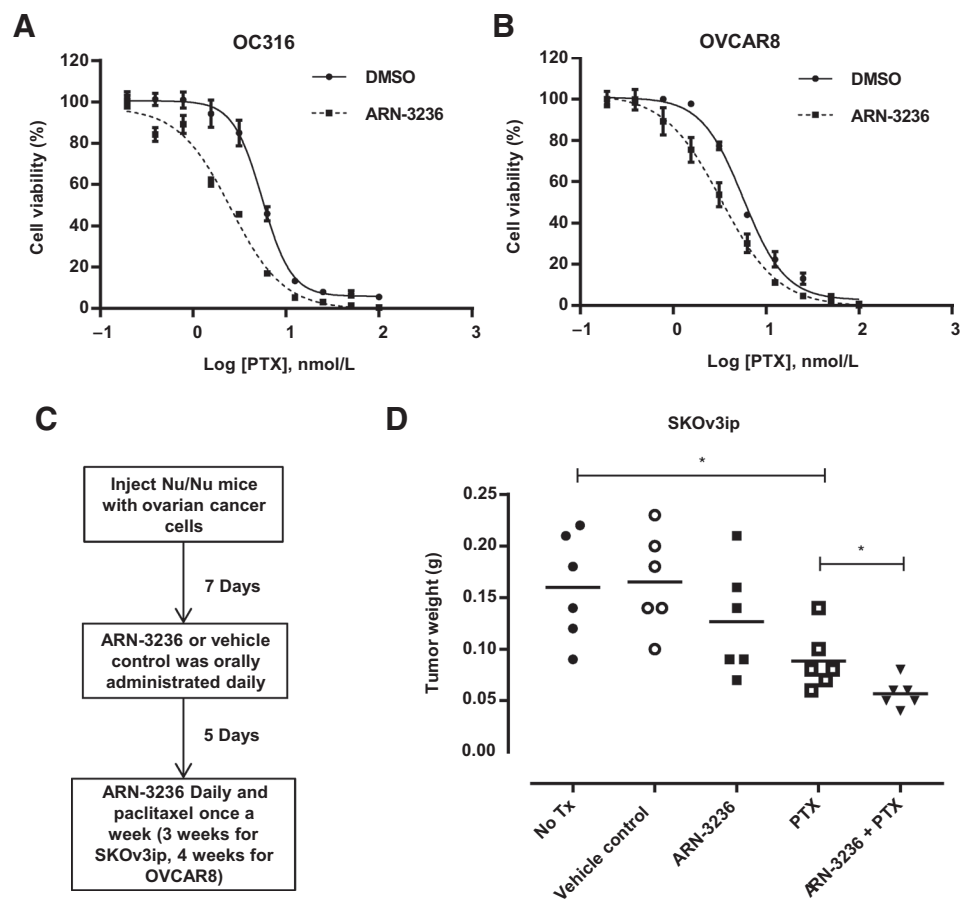 A
OC316
120
100
80
60
40
20
0
Cell viability (%)
–1
0
1
2
3
Log [PTX], nmol/L
DMSO
ARN-3236
B
OVCAR8
120
100
80
60
40
20
0
Cell viability (%)
–1
0
1
2
3
Log [PTX], nmol/L
DMSO
ARN-3236
C
Inject Nu/Nu mice
with ovarian cancer
cells
7 Days
ARN-3236 or vehicle
control was orally
administrated daily
5 Days
ARN-3236 Daily and
paclitaxel once a
week (3 weeks for
SKOv3ip, 4 weeks for
OVCAR8)
D
SKOv3ip
*
*
0.25
0.20
0.15
0.10
0.05
0.00
Tumor weight (g)
No Tx
Vehicle control
ARN-3236
PTX
ARN-3236 + PTX